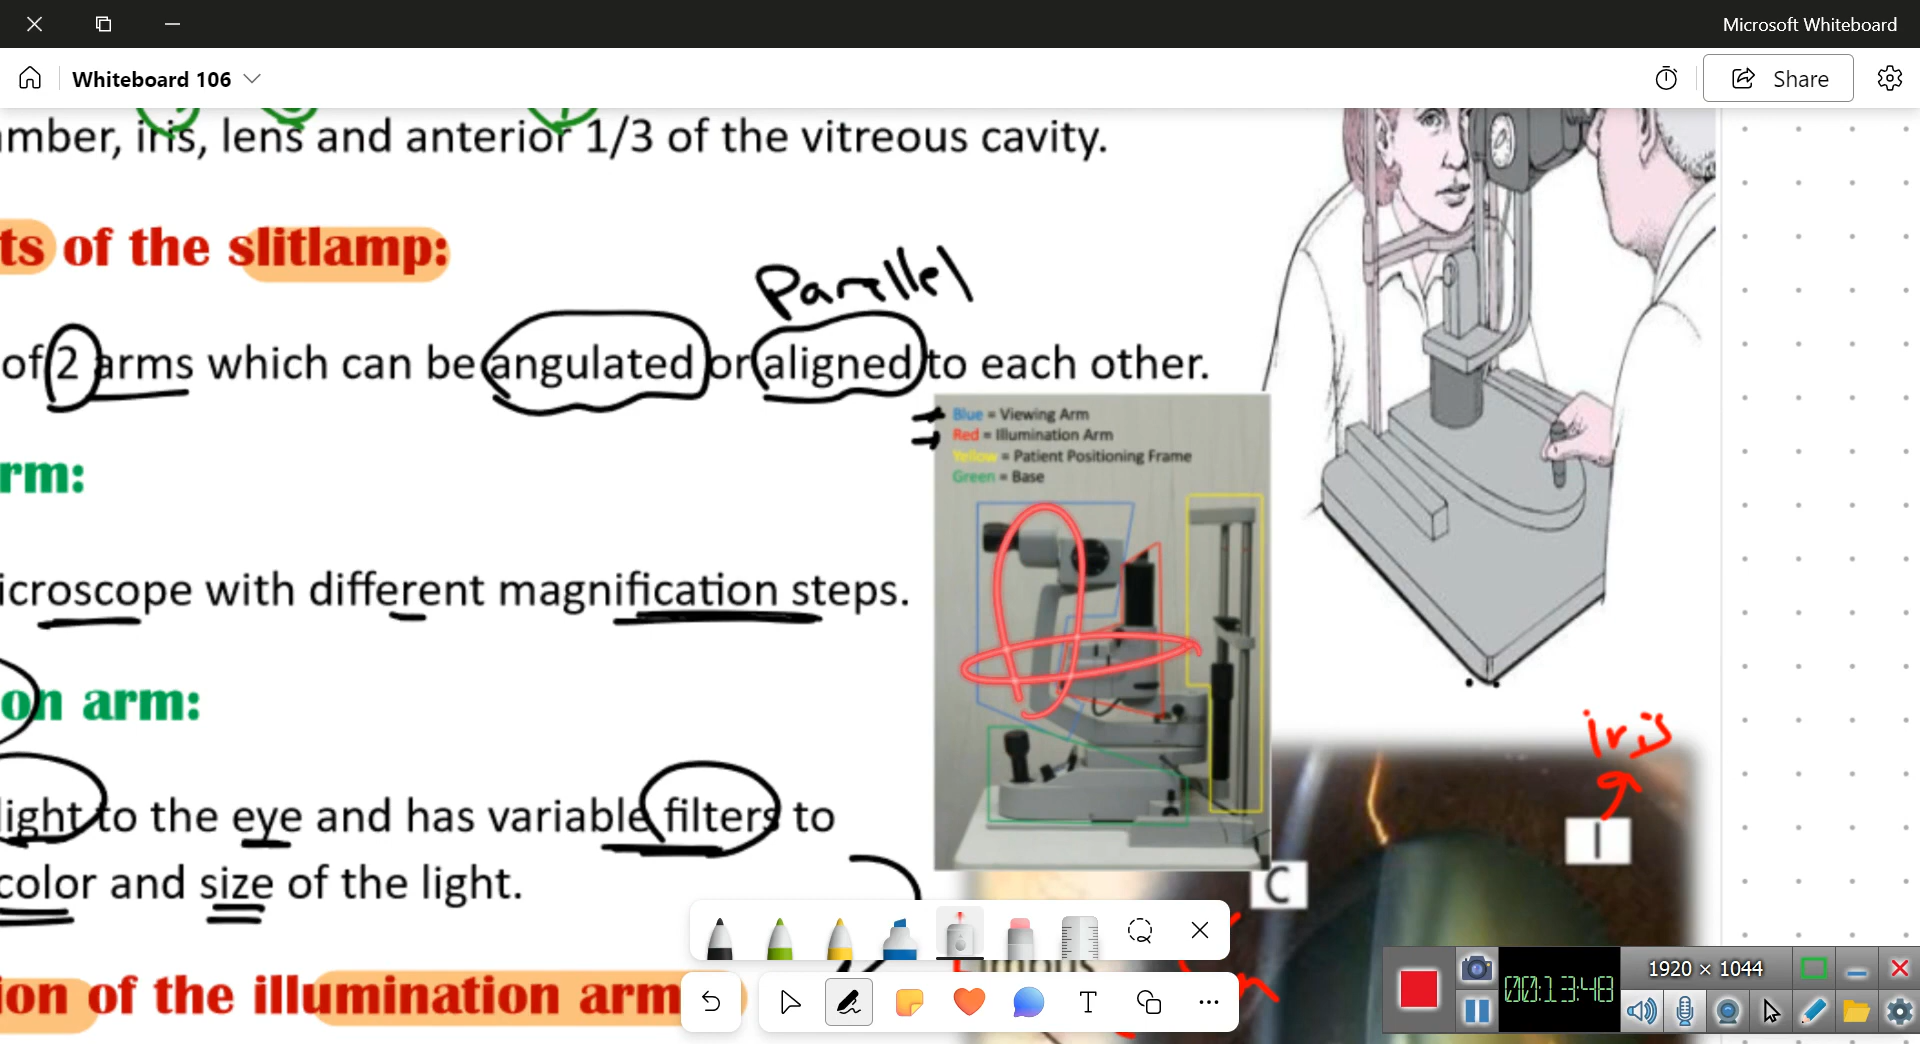 Microsoft Whiteboard
Whiteboard 106
Share
amber, iris, lens and anterior 1/3 of the vitreous cavity.
ts of the slitlamp:
Parellel
of 2 arms which can be angulated or aligned to each other.
Blue = Viewing Arm
Red = Illumination Arm
Yellow = Patient Positioning Frame
Green = Base
rm:
icroscope with different magnification steps.
on arm:
iris
light to the eye and has variable filters to
I
color and size of the light.
C
ion of the illumination arm
T
1920 × 1044
00:13:48